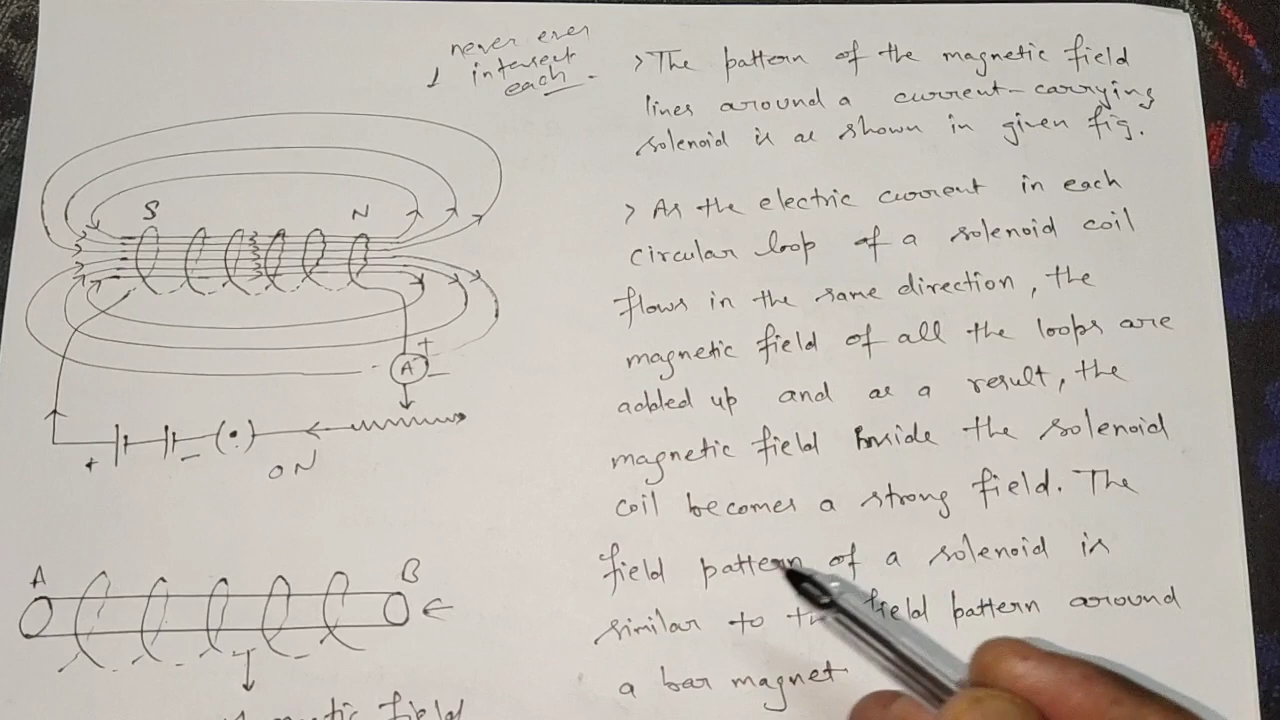 never ever
intersect
each
> The pattern of the magnetic field
lines around a current-carrying
solenoid is as shown in given fig.
> As the electric current in each
circular loop of a solenoid coil
flows in the same direction, the
magnetic field of all the loops are
added up and as a result, the
magnetic field inside the solenoid
coil becomes a strong field. The
field pattern of a solenoid is
similar to field pattern around
a bar magnet
S N
A + -
+ - (•)
ON
A B
field